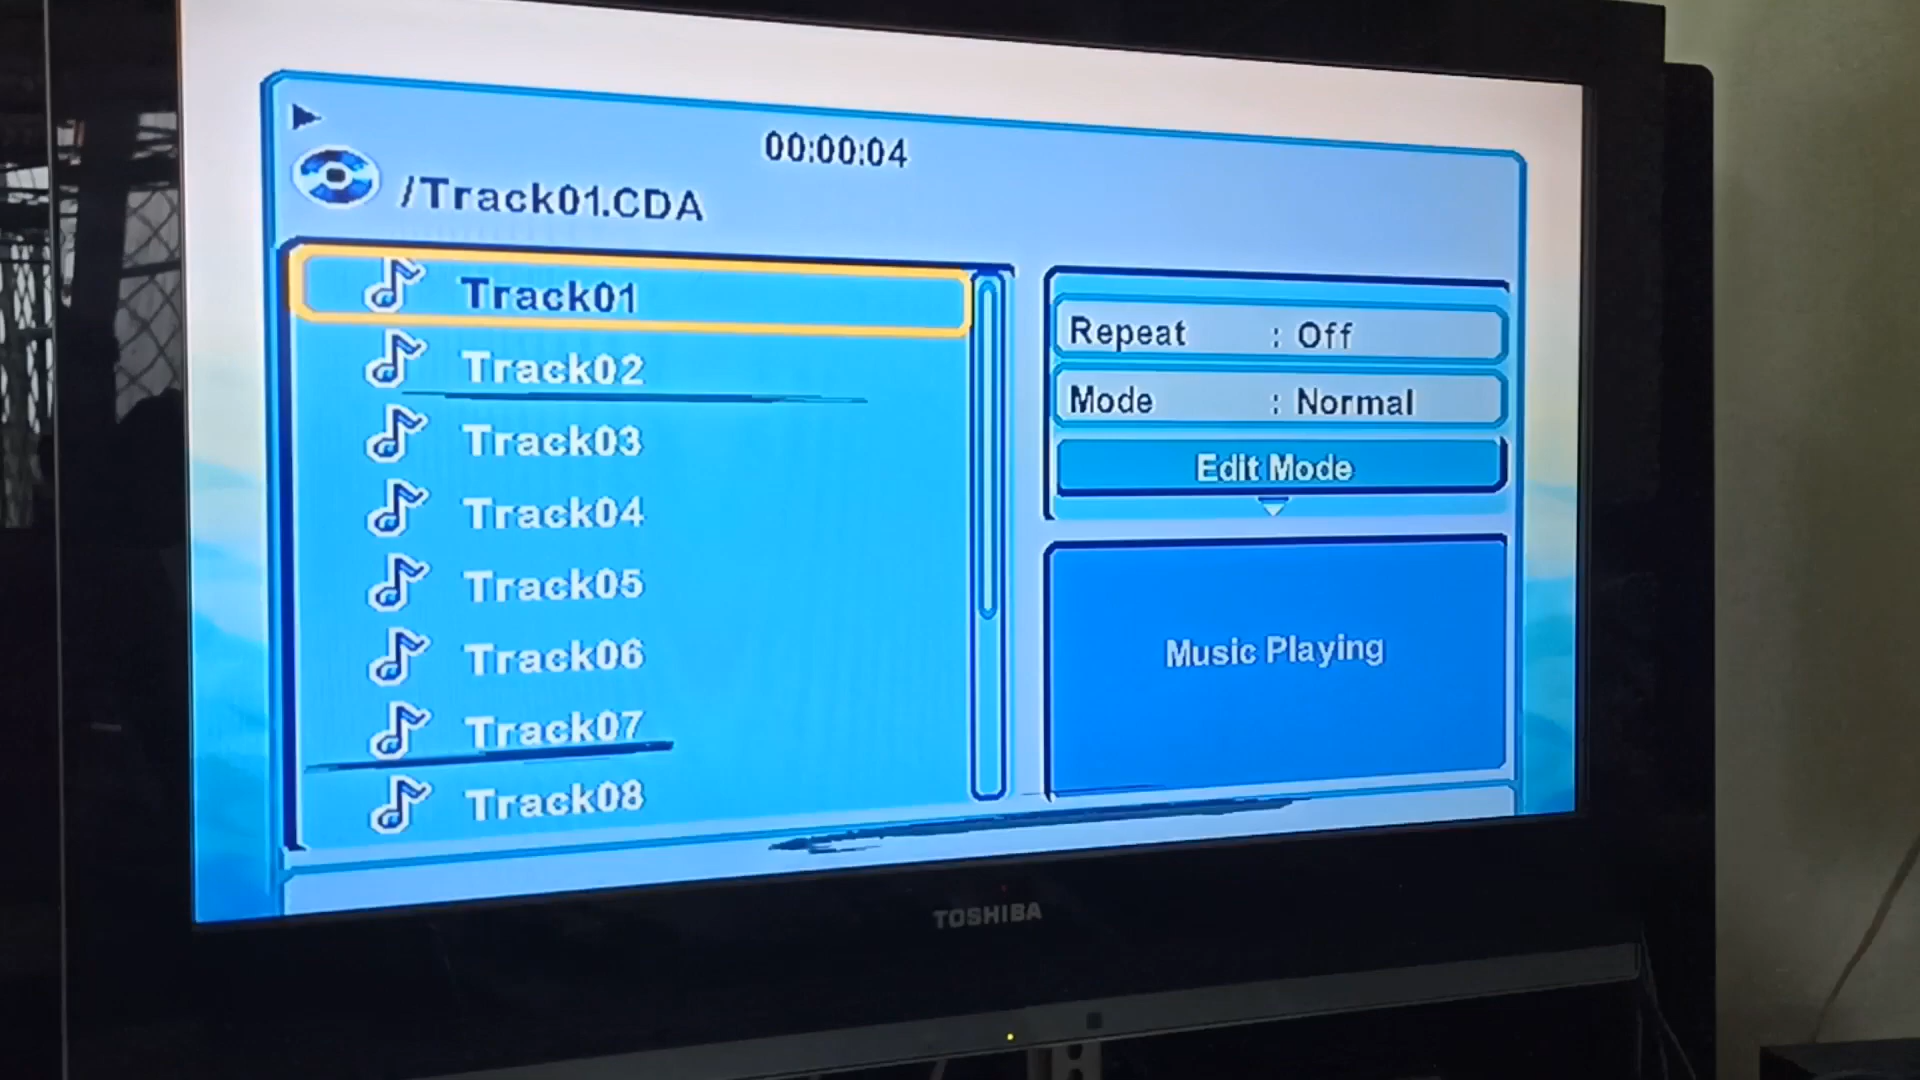 00:00:04
/Track01.CDA
Track01
Track02
Track03
Track04
Track05
Track06
Track07
Track08
Repeat : Off
Mode : Normal
Edit Mode
Music Playing
TOSHIBA